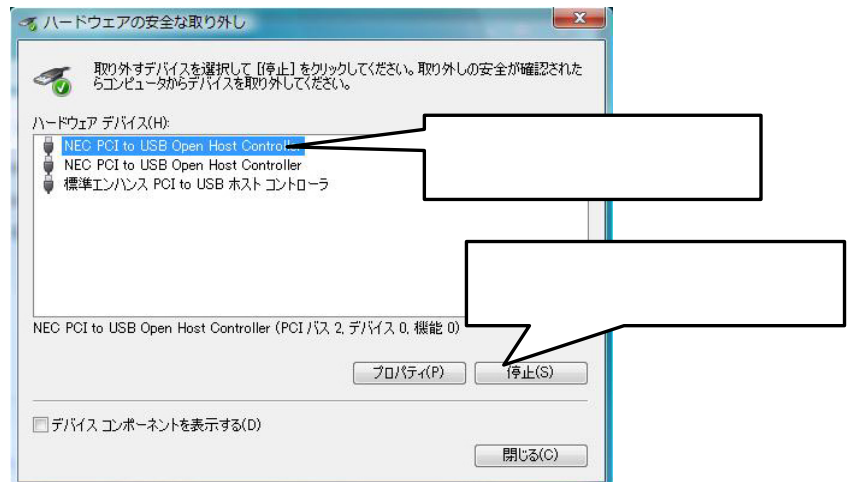 ハードウェアの安全な取り外し
取り外すデバイスを選択して [停止] をクリックしてください。取り外しの安全が確認された
らコンピュータからデバイスを取り外してください。
ハードウェア デバイス(H):
NEC PCI to USB Open Host Controller
NEC PCI to USB Open Host Controller
標準エンハンス PCI to USB ホスト コントローラ
NEC PCI to USB Open Host Controller (PCI バス 2, デバイス 0, 機能 0)
プロパティ(P)
停止(S)
デバイス コンポーネントを表示する(D)
閉じる(C)